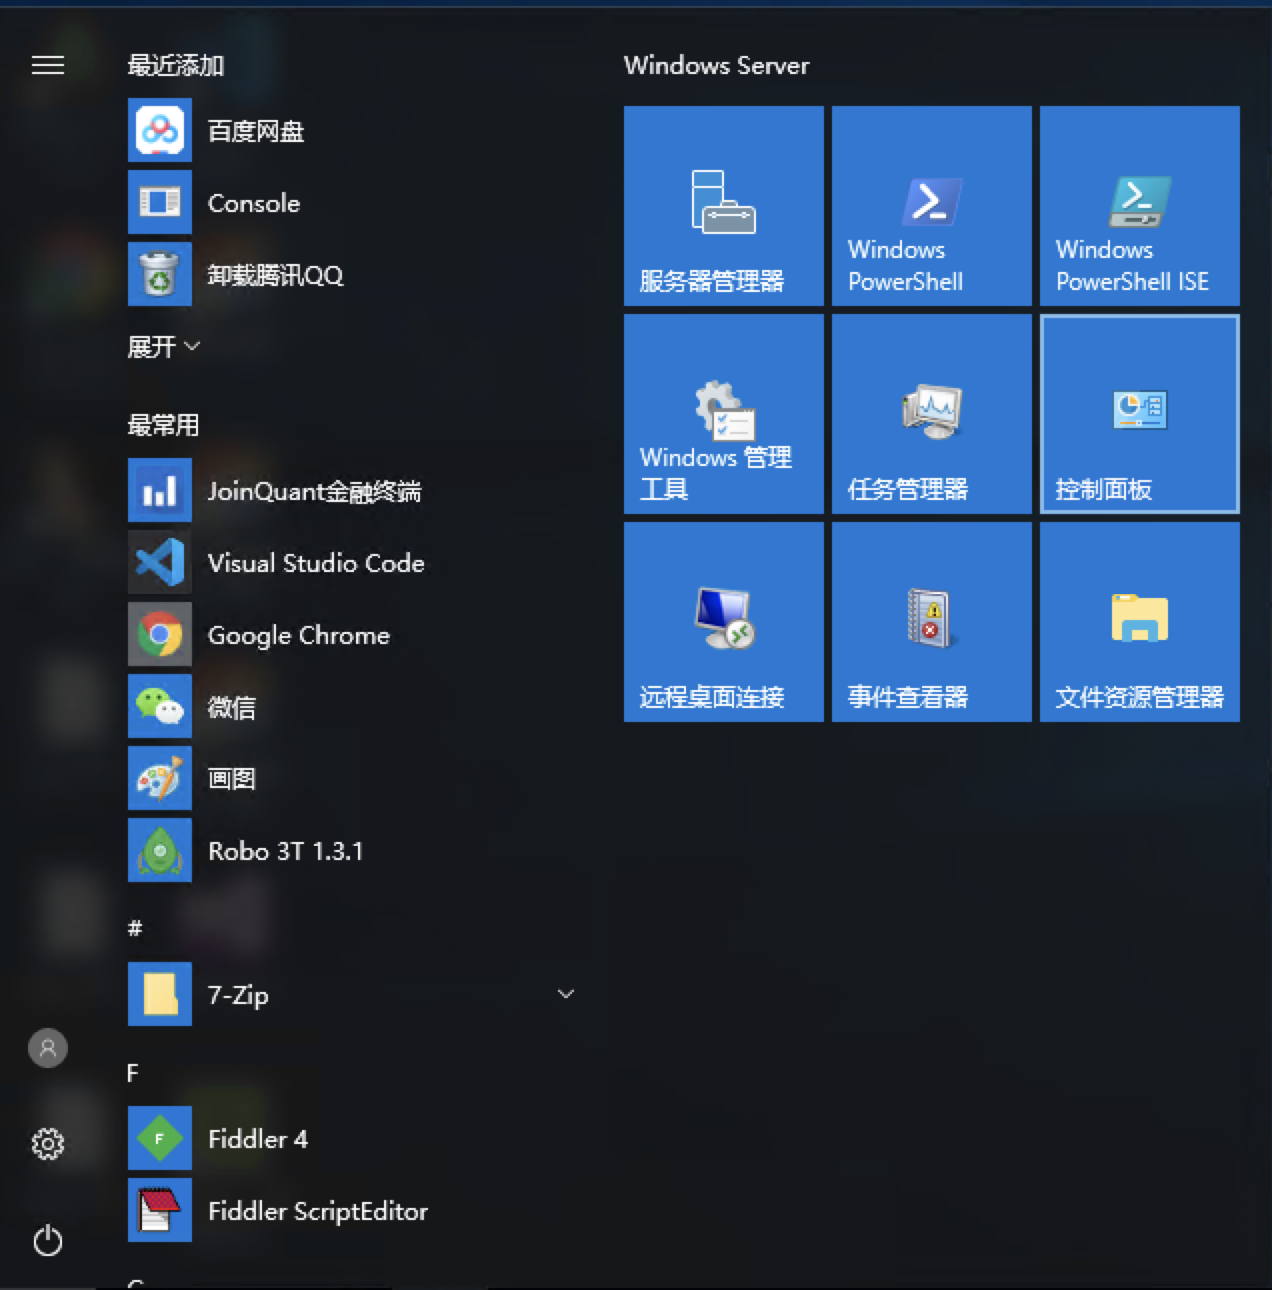 最近添加
百度网盘
Console
卸载腾讯QQ
展开
最常用
JoinQuant金融终端
Visual Studio Code
Google Chrome
微信
画图
Robo 3T 1.3.1
#
7-Zip
F
Fiddler 4
Fiddler ScriptEditor
Windows Server
服务器管理器
Windows
PowerShell
Windows
PowerShell ISE
Windows 管理
工具
任务管理器
控制面板
远程桌面连接
事件查看器
文件资源管理器